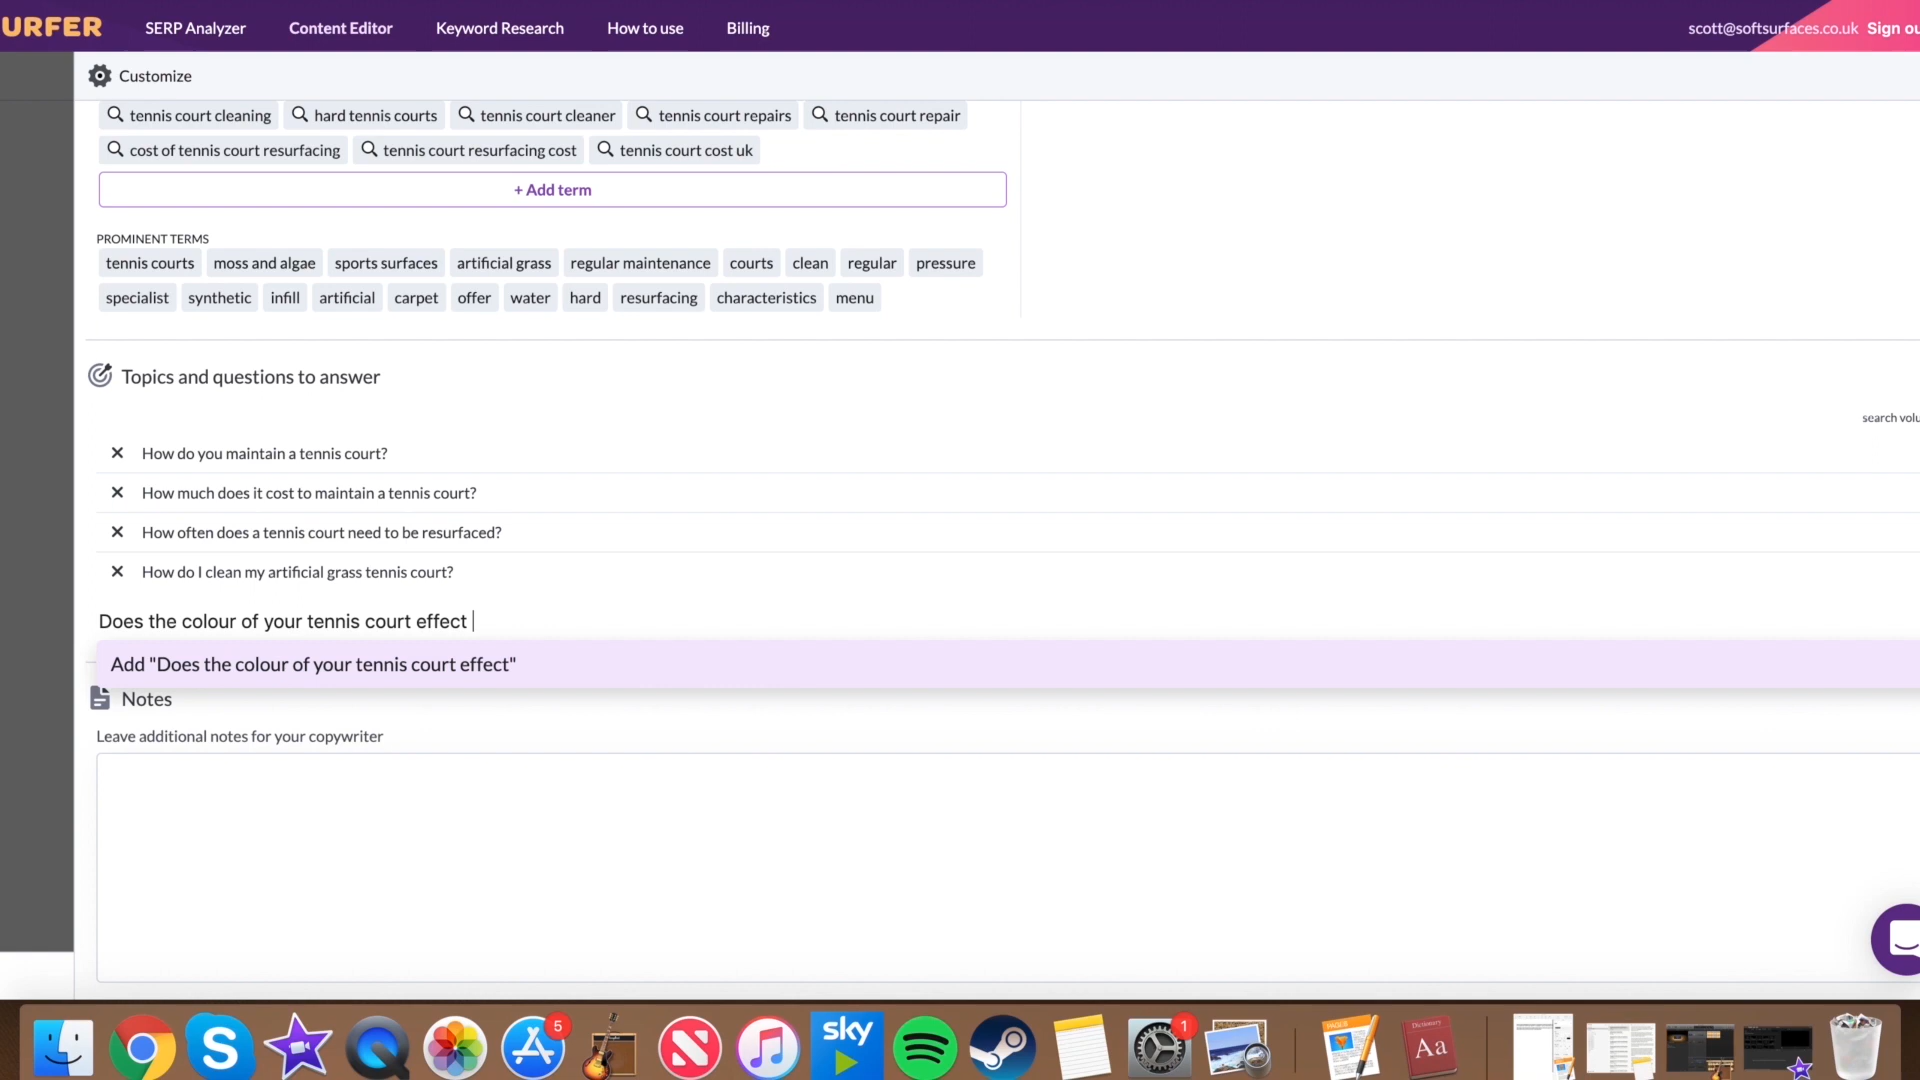 URFER
SERP Analyzer
Content Editor
Keyword Research
How to use
Billing
scott@softsurfaces.co.uk
Sign ou
Customize
tennis court cleaning
hard tennis courts
tennis court cleaner
tennis court repairs
tennis court repair
cost of tennis court resurfacing
tennis court resurfacing cost
tennis court cost uk
+ Add term
PROMINENT TERMS
tennis courts
moss and algae
sports surfaces
artificial grass
regular maintenance
courts
clean
regular
pressure
specialist
synthetic
infill
artificial
carpet
offer
water
hard
resurfacing
characteristics
menu
Topics and questions to answer
search volu
How do you maintain a tennis court?
How much does it cost to maintain a tennis court?
How often does a tennis court need to be resurfaced?
How do I clean my artificial grass tennis court?
Does the colour of your tennis court effect
Add "Does the colour of your tennis court effect"
Notes
Leave additional notes for your copywriter
5
sky
1
PAGES
Dictionary
Aa